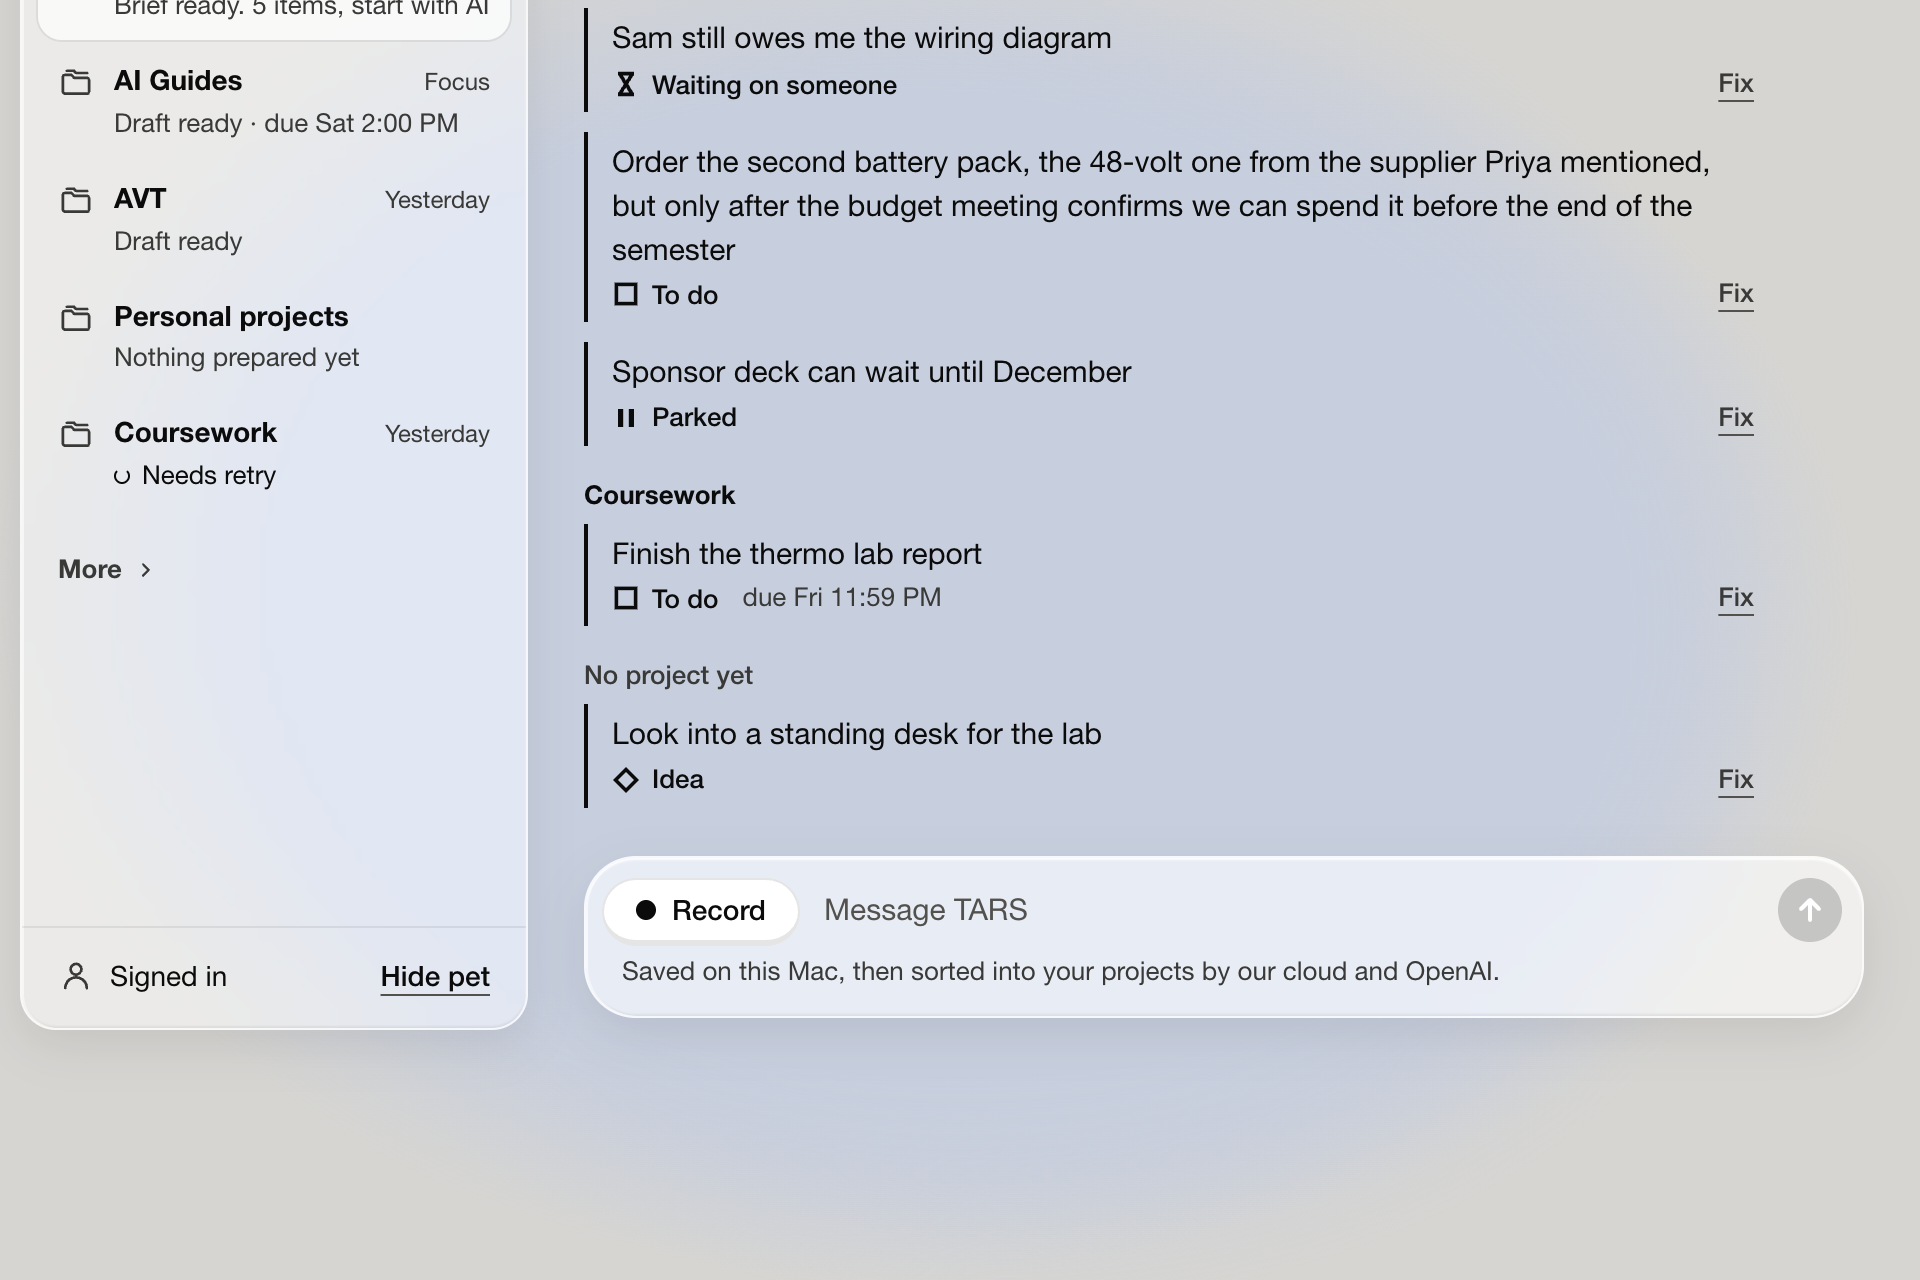 Brief ready. 5 items, start with AI
AI Guides
Focus
Draft ready · due Sat 2:00 PM
AVT
Yesterday
Draft ready
Personal projects
Nothing prepared yet
Coursework
Yesterday
Needs retry
More
Signed in
Hide pet
Sam still owes me the wiring diagram
Waiting on someone
Fix
Order the second battery pack, the 48-volt one from the supplier Priya mentioned,
but only after the budget meeting confirms we can spend it before the end of the
semester
To do
Fix
Sponsor deck can wait until December
Parked
Fix
Coursework
Finish the thermo lab report
To do due Fri 11:59 PM
Fix
No project yet
Look into a standing desk for the lab
Idea
Fix
Record
Message TARS
Saved on this Mac, then sorted into your projects by our cloud and OpenAI.